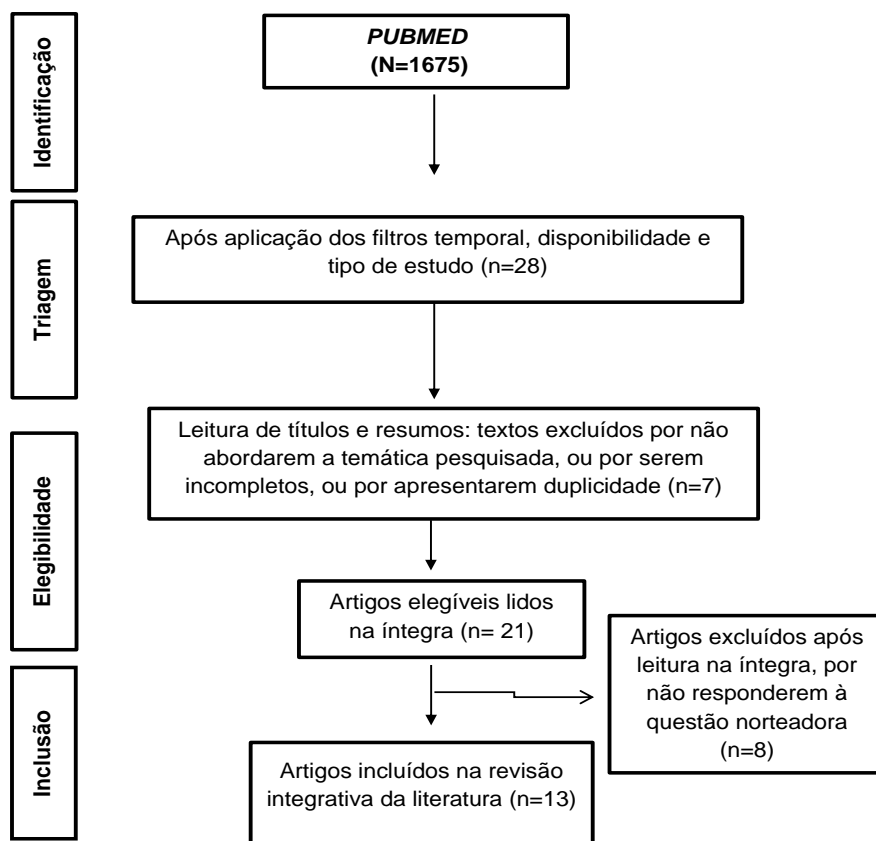 Identificação
PUBMED
(N=1675)
Triagem
Após aplicação dos filtros temporal, disponibilidade e
tipo de estudo (n=28)
Elegibilidade
Leitura de títulos e resumos: textos excluídos por não
abordarem a temática pesquisada, ou por serem
incompletos, ou por apresentarem duplicidade (n=7)
Artigos elegíveis lidos
na íntegra (n= 21)
Artigos excluídos após
leitura na íntegra, por
não responderem à
questão norteadora
(n=8)
Inclusão
Artigos incluídos na revisão
integrativa da literatura (n=13)